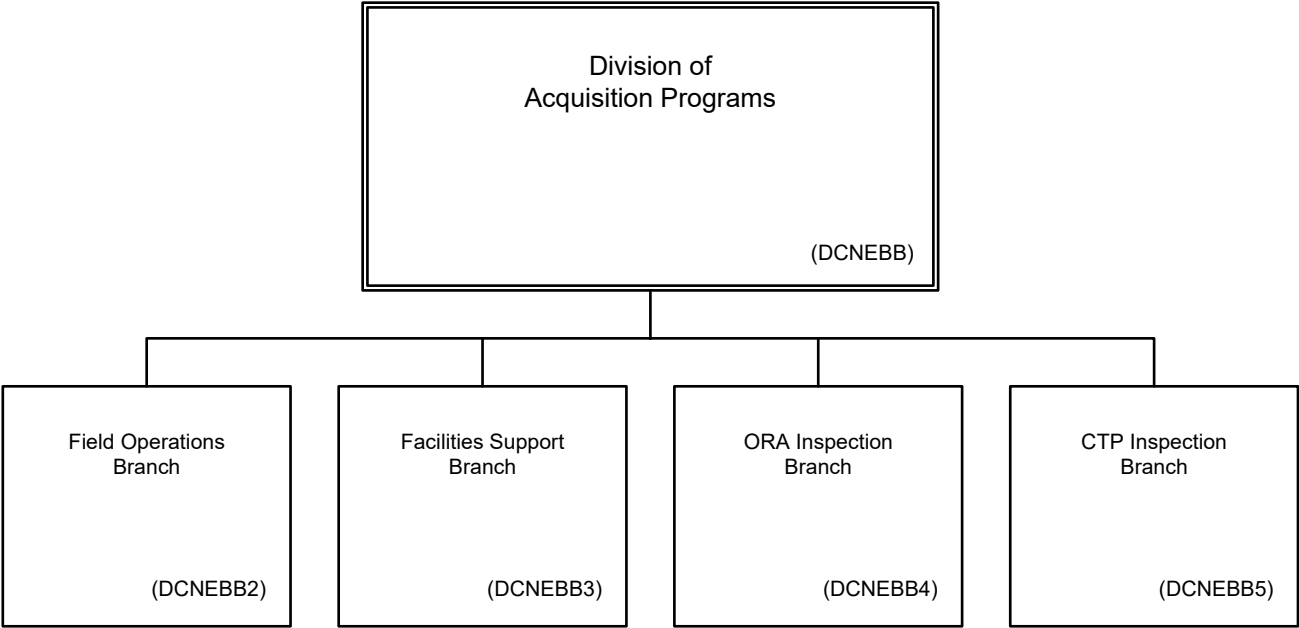 Division of
Acquisition Programs
(DCNEBB)
Field Operations
Branch
(DCNEBB2)
Facilities Support
Branch
(DCNEBB3)
ORA Inspection
Branch
(DCNEBB4)
CTP Inspection
Branch
(DCNEBB5)